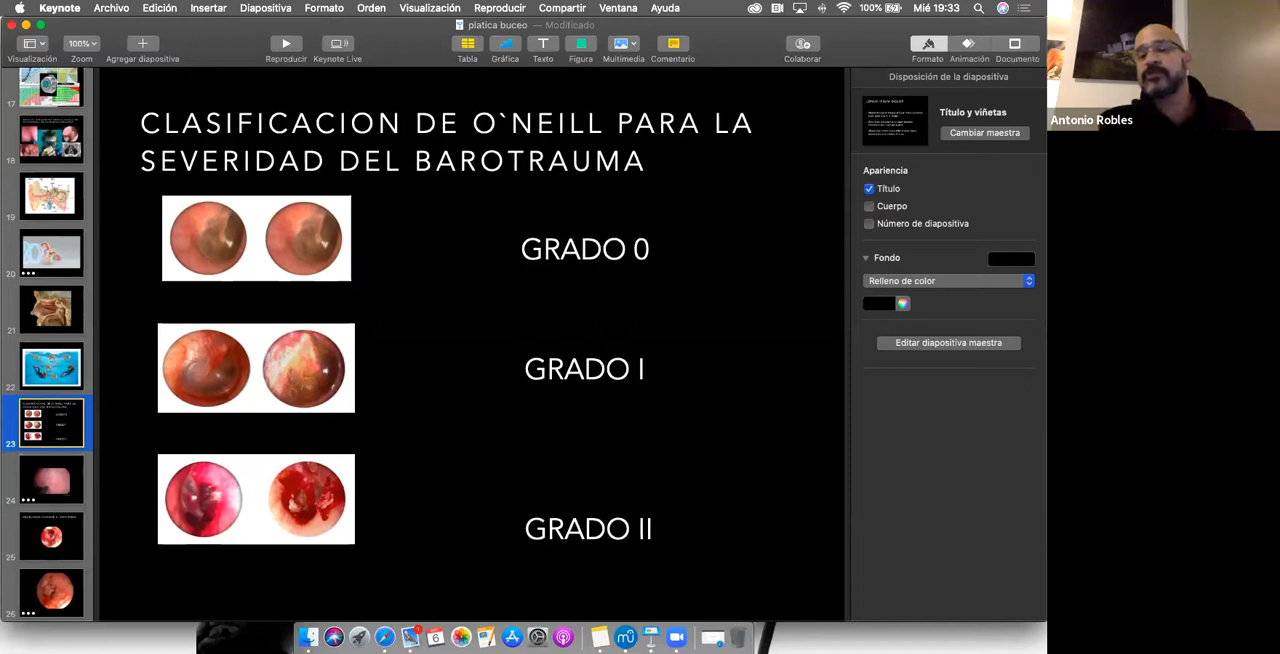 Keynote Archivo Edición Insertar Diapositiva Formato Orden Visualización Reproducir Compartir Ventana Ayuda 100% Mié 19:33
platica buceo — Modificado
100%
Visualización Zoom Agregar diapositiva Reproducir Keynote Live Tabla Gráfica Texto Figura Multimedia Comentario Colaborar Formato Animación Documento
17
18
19
20
21
22
23
24
25
26
CLASIFICACION DE O`NEILL PARA LA
SEVERIDAD DEL BAROTRAUMA
GRADO 0
GRADO I
GRADO II
Disposición de la diapositiva
Título y viñetas
Cambiar maestra
Apariencia
Título
Cuerpo
Número de diapositiva
Fondo
Relleno de color
Editar diapositiva maestra
Antonio Robles
6